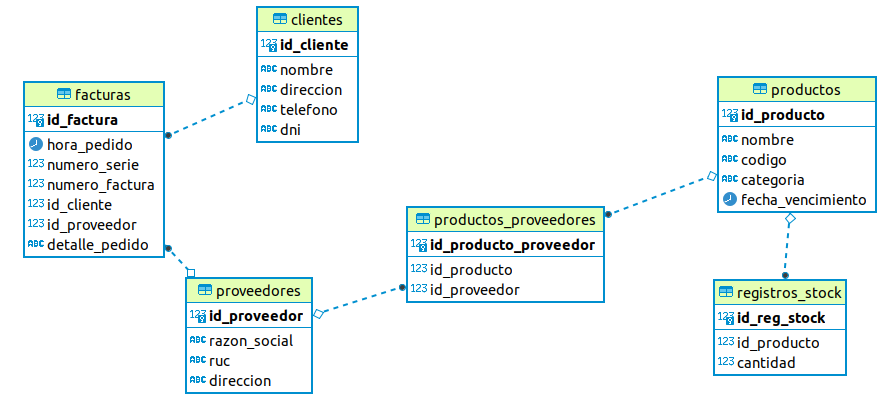 clientes
123 id_cliente
ABC nombre
ABC direccion
ABC telefono
ABC dni
facturas
123 id_factura
hora_pedido
123 numero_serie
123 numero_factura
123 id_cliente
123 id_proveedor
ABC detalle_pedido
proveedores
123 id_proveedor
ABC razon_social
ABC ruc
ABC direccion
productos_proveedores
123 id_producto_proveedor
123 id_producto
123 id_proveedor
productos
123 id_producto
ABC nombre
ABC codigo
ABC categoria
fecha_vencimiento
registros_stock
123 id_reg_stock
123 id_producto
123 cantidad